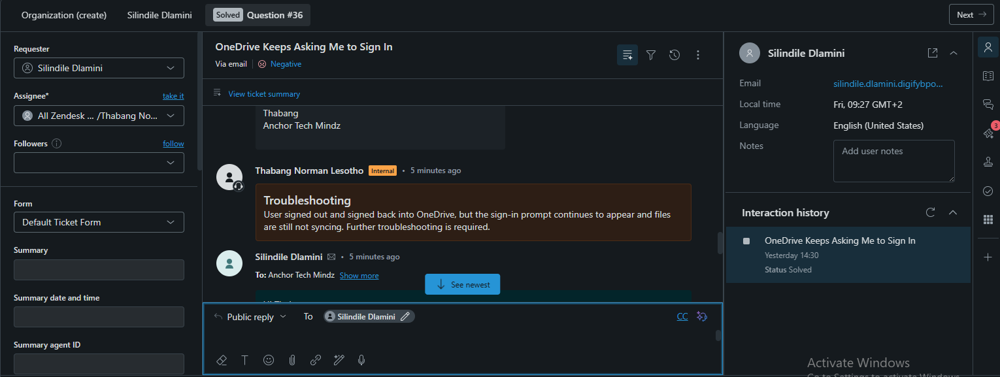 Organization (create)
Silindile Dlamini
Solved Question #36
Next
Requester
Silindile Dlamini
Assignee* take it
All Zendesk ... /Thabang No...
Followers follow
Form
Default Ticket Form
Summary
Summary date and time
Summary agent ID
OneDrive Keeps Asking Me to Sign In
Via email Negative
View ticket summary
Thabang
Anchor Tech Mindz
Thabang Norman Lesotho Internal • 5 minutes ago
Troubleshooting
User signed out and signed back into OneDrive, but the sign-in prompt continues to appear and files
are still not syncing. Further troubleshooting is required.
Silindile Dlamini • 5 minutes ago
To: Anchor Tech Mindz Show more
See newest
Public reply To Silindile Dlamini CC
Silindile Dlamini
Email silindile.dlamini.digifybpo...
Local time Fri, 09:27 GMT+2
Language English (United States)
Notes Add user notes
Interaction history
OneDrive Keeps Asking Me to Sign In
Yesterday 14:30
Status Solved
3
Activate Windows
Go to Settings to activate Windows